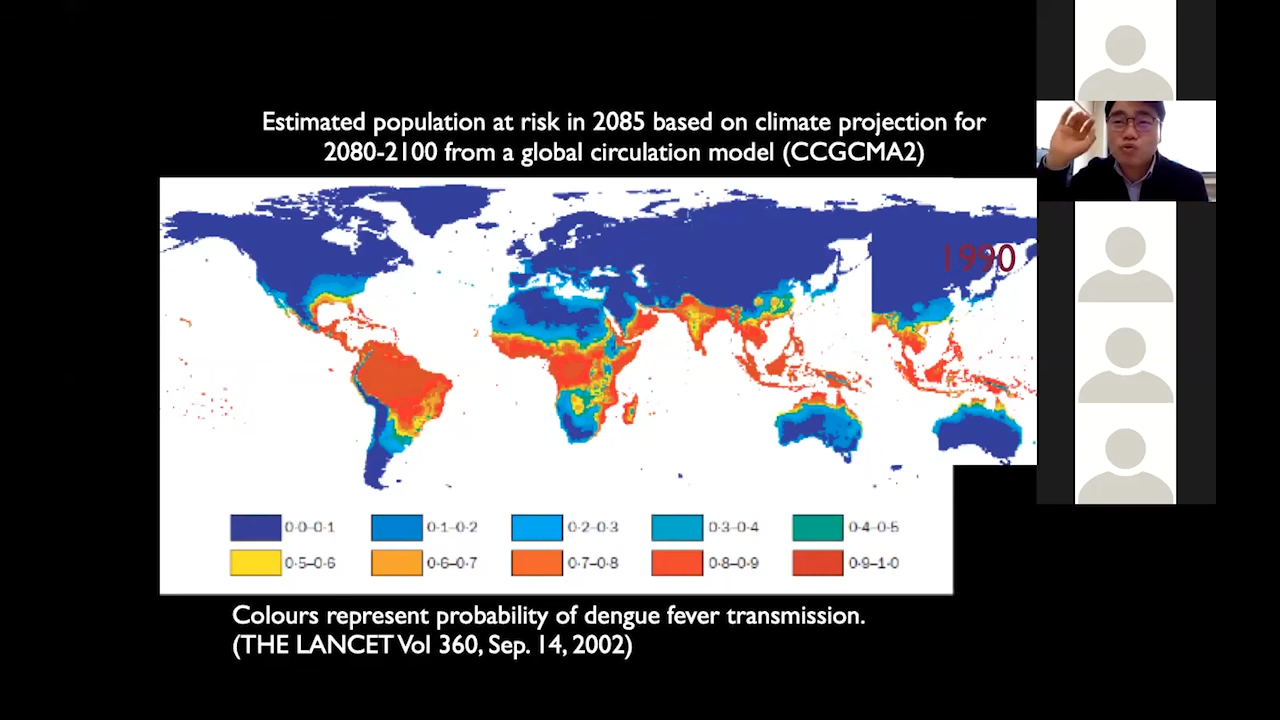 Estimated population at risk in 2085 based on climate projection for
2080-2100 from a global circulation model (CCGCMA2)
1990
0·0–0·1 0·1–0·2 0·2–0·3 0·3–0·4 0·4–0·5
0·5–0·6 0·6–0·7 0·7–0·8 0·8–0·9 0·9–1·0
Colours represent probability of dengue fever transmission.
(THE LANCET Vol 360, Sep. 14, 2002)